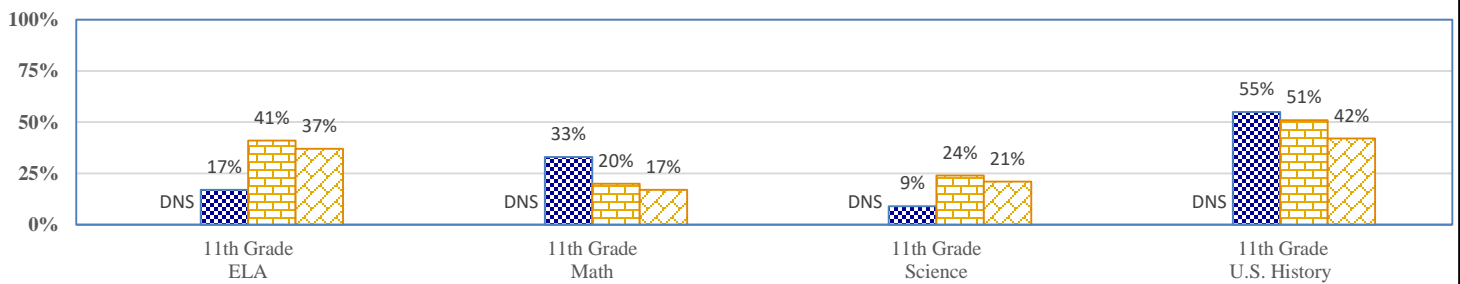 100%
75%
50%
25%
0%
DNS 17% 41% 37%
DNS 33% 20% 17%
DNS 9% 24% 21%
DNS 55% 51% 42%
11th Grade
ELA
11th Grade
Math
11th Grade
Science
11th Grade
U.S. History